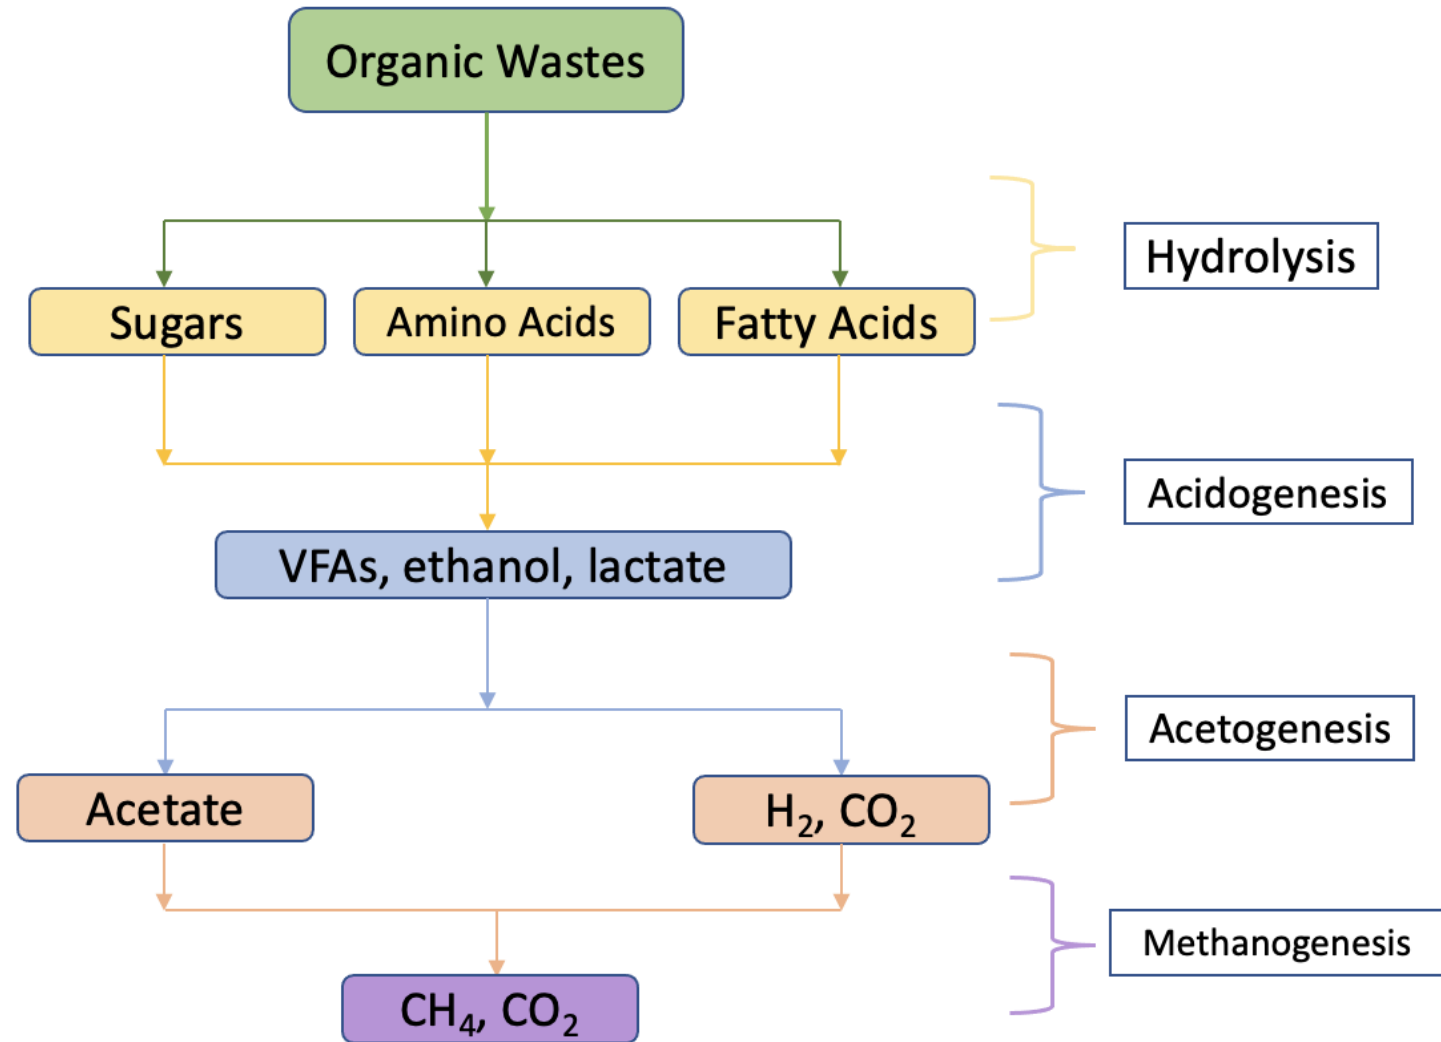 Organic Wastes
Hydrolysis
Sugars
Amino Acids
Fatty Acids
Acidogenesis
VFAs, ethanol, lactate
Acetogenesis
Acetate
H₂, CO₂
Methanogenesis
CH₄, CO₂